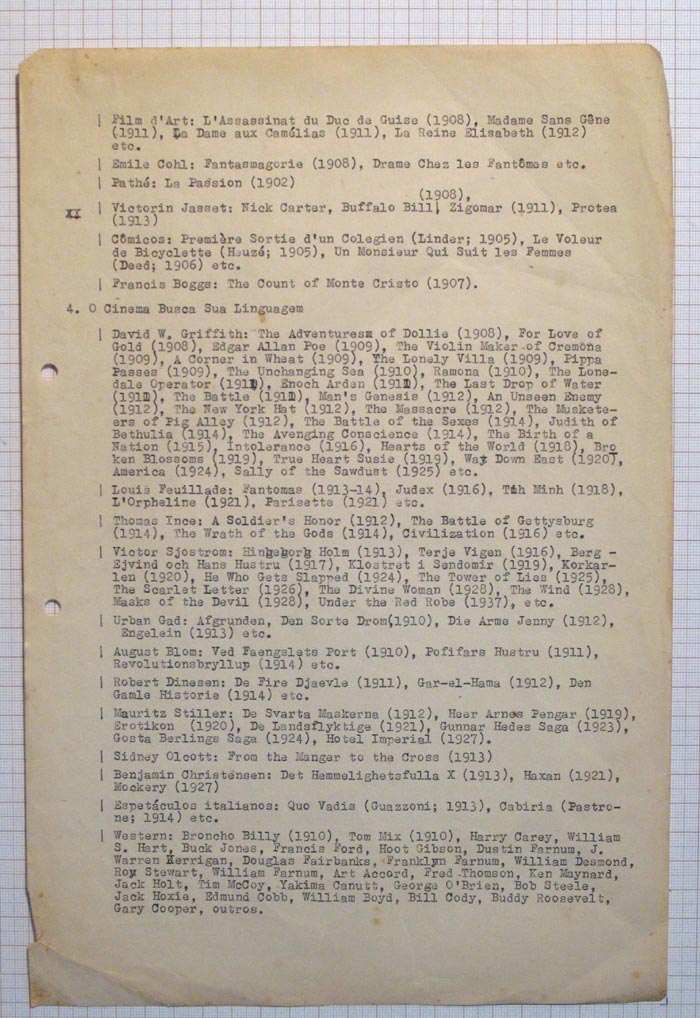 | Film d'Art: L'Assassinat du Duc de Guise (1908), Madame Sans Gêne
(1911), La Dame aux Camélias (1911), La Reine Elisabeth (1912)
etc.
| Emile Cohl: Fantasmagorie (1908), Drame Chez les Fantômes etc.
| Pathé: La Passion (1902)
(1908),
XX | Victorin Jasset: Nick Carter, Buffalo Bill, Zigomar (1911), Protea
(1913)
| Cômicos: Première Sortie d'un Colegien (Linder; 1905), Le Voleur
de Bicyclette (Heuzé; 1905), Un Monsieur Qui Suit les Femmes
(Deed; 1906) etc.
| Francis Boggs: The Count of Monte Cristo (1907).
4. O Cinema Busca Sua Linguagem
| David W. Griffith: The Adventuresx of Dollie (1908), For Love of
Gold (1908), Edgar Allan Poe (1909), The Violin Maker of Cremona
(1909), A Corner in Wheat (1909), The Lonely Villa (1909), Pippa
Passes (1909), The Unchanging Sea (1910), Ramona (1910), The Lone-
dale Operator (1911), Enoch Arden (1911), The Last Drop of Water
(1911), The Battle (1911), Man's Genesis (1912), An Unseen Enemy
(1912), The New York Hat (1912), The Massacre (1912), The Muskete-
ers of Pig Alley (1912), The Battle of the Sexes (1914), Judith of
Bethulia (1914), The Avenging Conscience (1914), The Birth of a
Nation (1915), Intolerance (1916), Hearts of the World (1918), Bro
ken Blossoms (1919), True Heart Susie (1919), Way Down East (1920),
America (1924), Sally of the Sawdust (1925) etc.
| Louis Feuillade: Fantomas (1913-14), Judex (1916), Tih Minh (1918),
L'Orpheline (1921), Parisette (1921) etc.
| Thomas Ince: A Soldier's Honor (1912), The Battle of Gettysburg
(1914), The Wrath of the Gods (1914), Civilization (1916) etc.
| Victor Sjostrom: Hingeborg Holm (1913), Terje Vigen (1916), Berg -
Ejvind och Hans Hustru (1917), Klostret i Sendomir (1919), Korkar-
len (1920), He Who Gets Slapped (1924), The Tower of Lies (1925),
The Scarlet Letter (1926), The Divine Woman (1928), The Wind (1928),
Masks of the Devil (1928), Under the Red Robe (1937), etc.
| Urban Gad: Afgrunden, Den Sorte Drom(1910), Die Arme Jenny (1912),
Engelein (1913) etc.
| August Blom: Ved Faengslets Port (1910), Pofifars Hustru (1911),
Revolutionsbryllup (1914) etc.
| Robert Dinesen: De Fire Djaevle (1911), Gar-el-Hama (1912), Den
Gamle Historie (1914) etc.
| Mauritz Stiller: De Svarta Maskerna (1912), Heer Arnes Pengar (1919),
Erotikon (1920), De Landsflyktige (1921), Gunnar Hedes Saga (1923),
Gosta Berlings Saga (1924), Hotel Imperial (1927).
| Sidney Olcott: From the Manger to the Cross (1913)
| Benjamin Christensen: Det Hemmelighetsfulla X (1913), Haxan (1921),
Mockery (1927)
| Espetáculos italianos: Quo Vadis (Guazzoni; 1913), Cabiria (Pastro-
ne; 1914) etc.
| Western: Broncho Billy (1910), Tom Mix (1910), Harry Carey, William
S. Hart, Buck Jones, Francis Ford, Hoot Gibson, Dustin Farnum, J.
Warren Kerrigan, Douglas Fairbanks, Franklyn Farnum, William Desmond,
Roy Stewart, William Farnum, Art Accord, Fred Thomson, Ken Maynard,
Jack Holt, Tim McCoy, Yakima Canutt, George O'Brien, Bob Steele,
Jack Hoxie, Edmund Cobb, William Boyd, Bill Cody, Buddy Roosevelt,
Gary Cooper, outros.